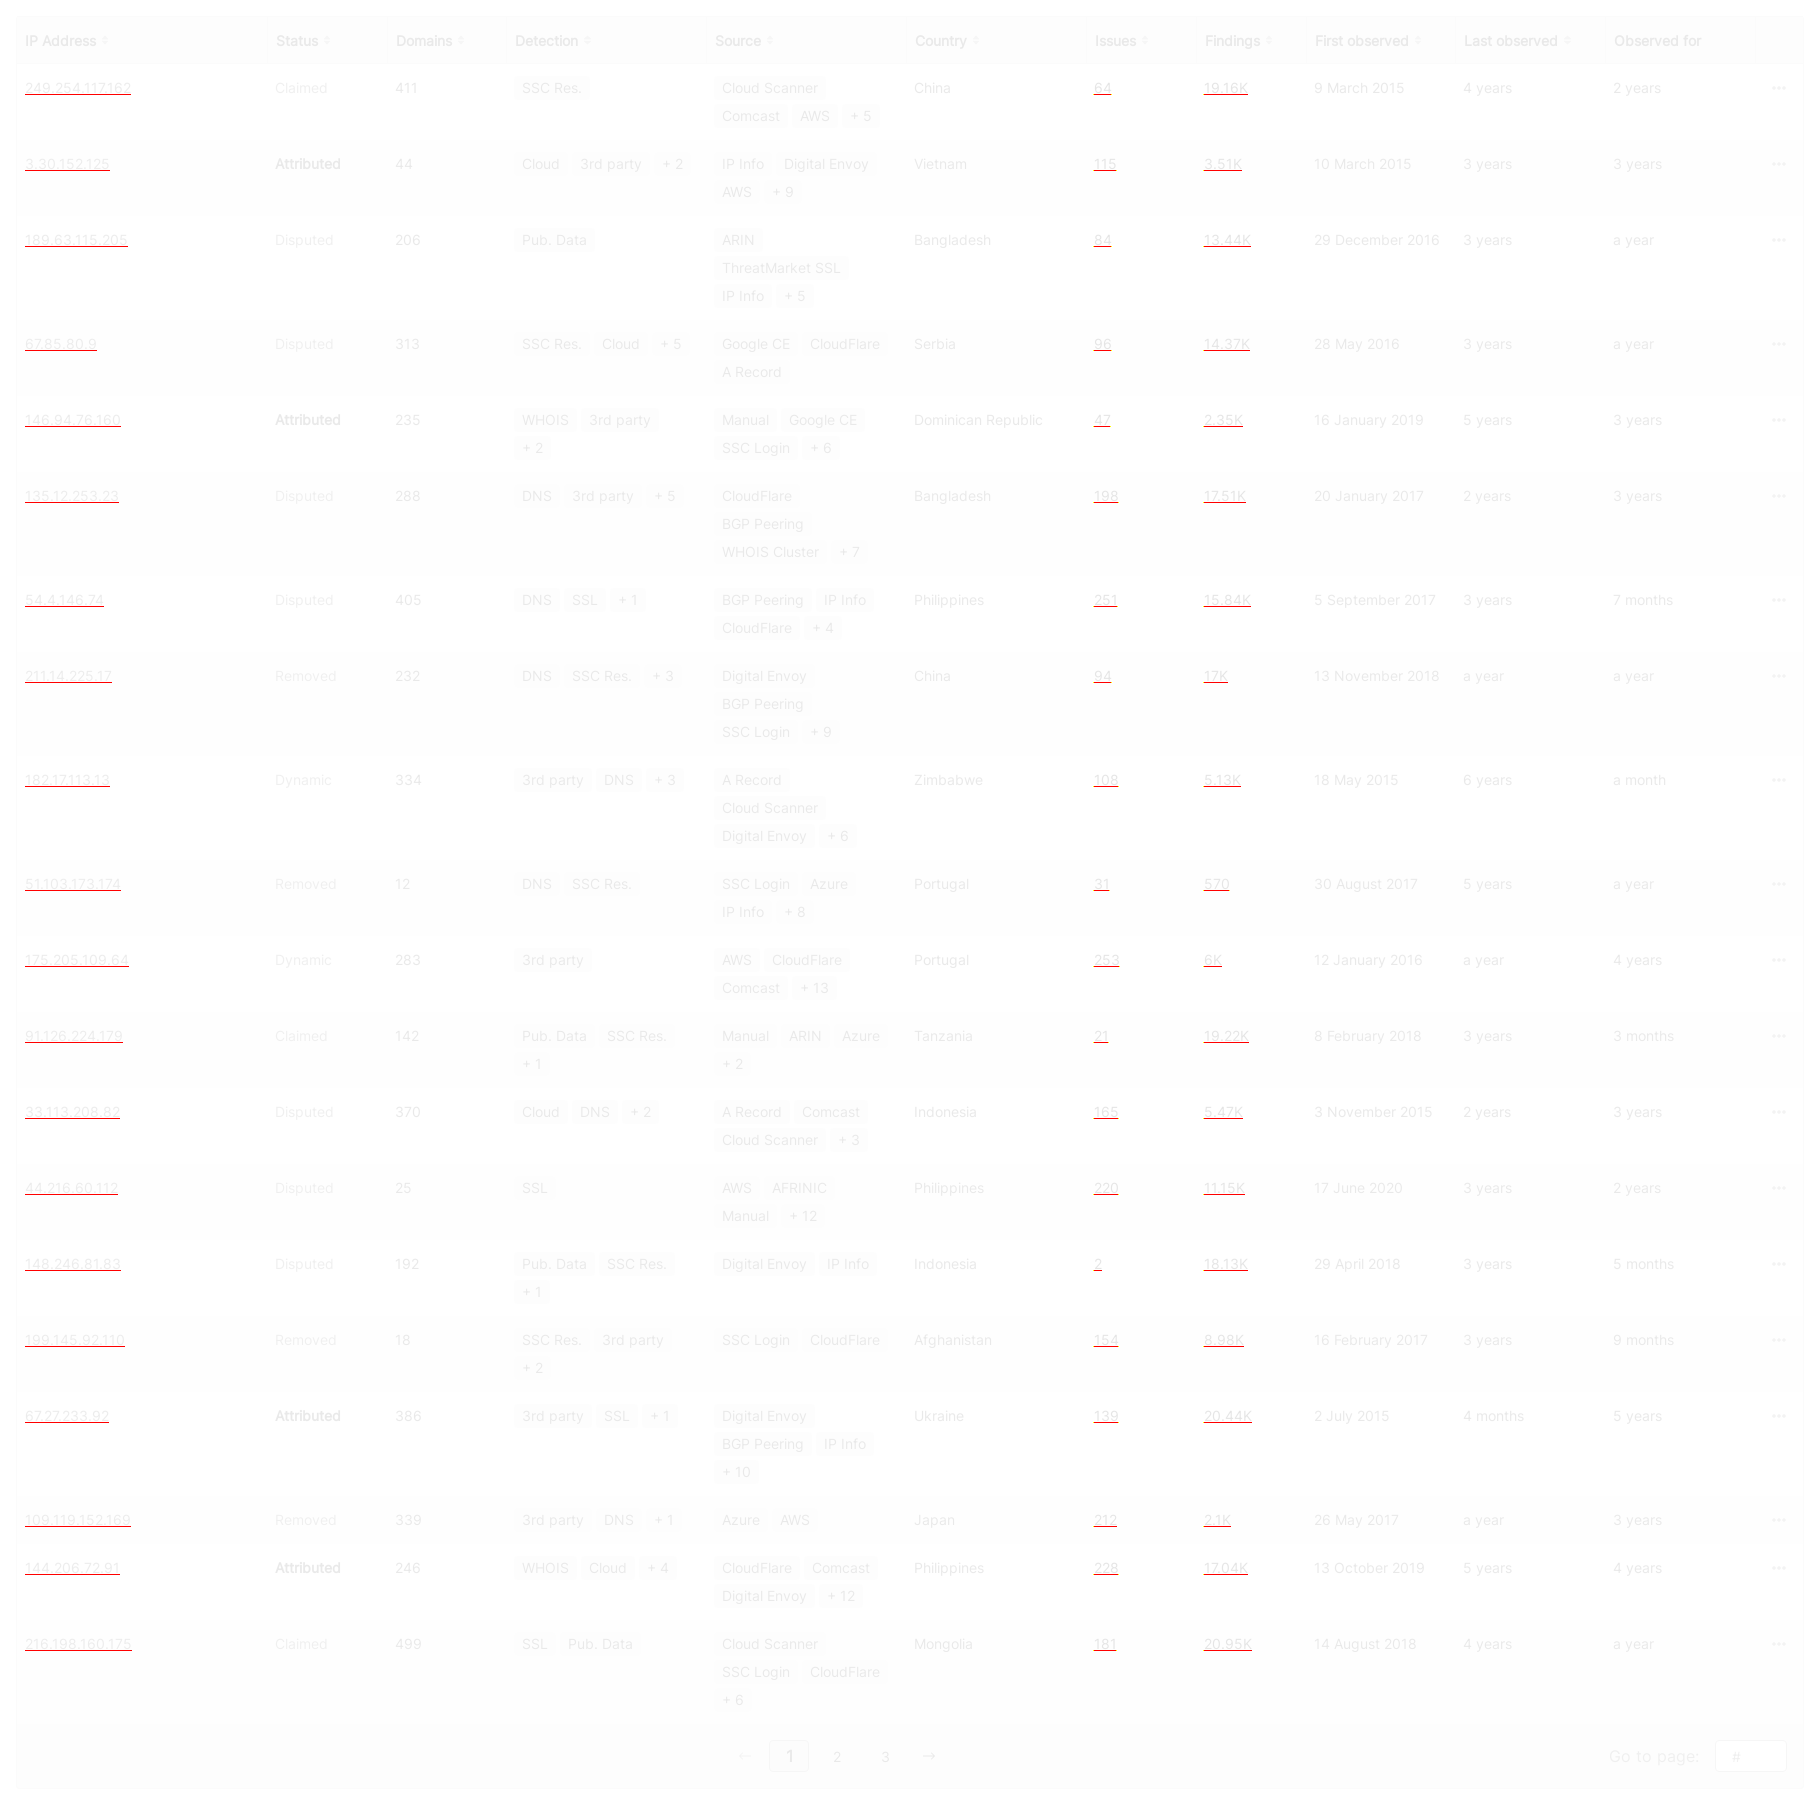 IP Address Status Domains Detection Source Country Issues Findings First observed Last observed Observed for
249.254.117.162 Claimed 411 SSC Res. Cloud Scanner China 64 19.16K 9 March 2015 4 years 2 years
Comcast AWS + 5
3.30.152.125 Attributed 44 Cloud 3rd party + 2 IP Info Digital Envoy Vietnam 115 3.51K 10 March 2015 3 years 3 years
AWS + 9
189.63.115.205 Disputed 206 Pub. Data ARIN Bangladesh 84 13.44K 29 December 2016 3 years a year
ThreatMarket SSL
IP Info + 5
67.85.80.9 Disputed 313 SSC Res. Cloud + 5 Google CE CloudFlare Serbia 96 14.37K 28 May 2016 3 years a year
A Record
146.94.76.160 Attributed 235 WHOIS 3rd party Manual Google CE Dominican Republic 47 2.35K 16 January 2019 5 years 3 years
+ 2 SSC Login + 6
135.12.253.23 Disputed 288 DNS 3rd party + 5 CloudFlare Bangladesh 198 17.51K 20 January 2017 2 years 3 years
BGP Peering
WHOIS Cluster + 7
54.4.146.74 Disputed 405 DNS SSL + 1 BGP Peering IP Info Philippines 251 15.84K 5 September 2017 3 years 7 months
CloudFlare + 4
211.14.225.17 Removed 232 DNS SSC Res. + 3 Digital Envoy China 94 17K 13 November 2018 a year a year
BGP Peering
SSC Login + 9
182.17.113.13 Dynamic 334 3rd party DNS + 3 A Record Zimbabwe 108 5.13K 18 May 2015 6 years a month
Cloud Scanner
Digital Envoy + 6
51.103.173.174 Removed 12 DNS SSC Res. SSC Login Azure Portugal 31 570 30 August 2017 5 years a year
IP Info + 8
175.205.109.64 Dynamic 283 3rd party AWS CloudFlare Portugal 253 6K 12 January 2016 a year 4 years
Comcast + 13
91.126.224.179 Claimed 142 Pub. Data SSC Res. Manual ARIN Azure Tanzania 21 19.22K 8 February 2018 3 years 3 months
+ 1 + 2
33.113.208.82 Disputed 370 Cloud DNS + 2 A Record Comcast Indonesia 165 5.47K 3 November 2015 2 years 3 years
Cloud Scanner + 3
44.216.60.112 Disputed 25 SSL AWS AFRINIC Philippines 220 11.15K 17 June 2020 3 years 2 years
Manual + 12
148.246.81.83 Disputed 192 Pub. Data SSC Res. Digital Envoy IP Info Indonesia 2 18.13K 29 April 2018 3 years 5 months
+ 1
199.145.92.110 Removed 18 SSC Res. 3rd party SSC Login CloudFlare Afghanistan 154 8.98K 16 February 2017 3 years 9 months
+ 2
67.27.233.92 Attributed 386 3rd party SSL + 1 Digital Envoy Ukraine 139 20.44K 2 July 2015 4 months 5 years
BGP Peering IP Info
+ 10
109.119.152.169 Removed 339 3rd party DNS + 1 Azure AWS Japan 212 2.1K 26 May 2017 a year 3 years
144.206.72.91 Attributed 246 WHOIS Cloud + 4 CloudFlare Comcast Philippines 228 17.04K 13 October 2019 5 years 4 years
Digital Envoy + 12
216.198.160.175 Claimed 499 SSL Pub. Data Cloud Scanner Mongolia 181 20.95K 14 August 2018 4 years a year
SSC Login CloudFlare
+ 6
← 1 2 3 → Go to page: #